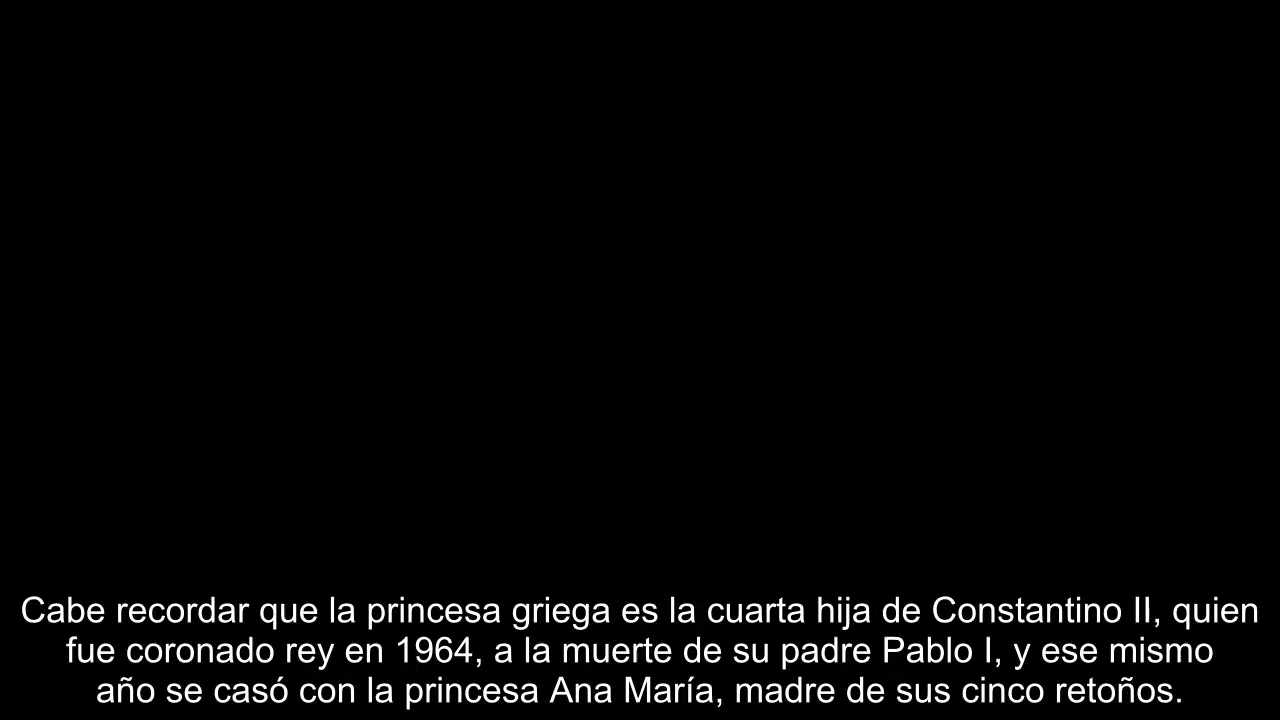 Cabe recordar que la princesa griega es la cuarta hija de Constantino II, quien
fue coronado rey en 1964, a la muerte de su padre Pablo I, y ese mismo
año se casó con la princesa Ana María, madre de sus cinco retoños.